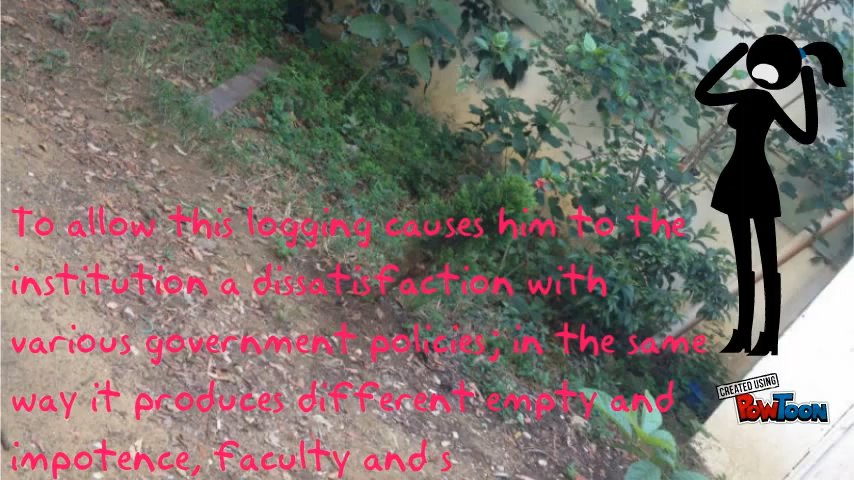 To allow this logging causes him to the
institution a dissatisfaction with
various government policies; in the same
way it produces different empty and
impotence, faculty and s
CREATED USING
POWTOON